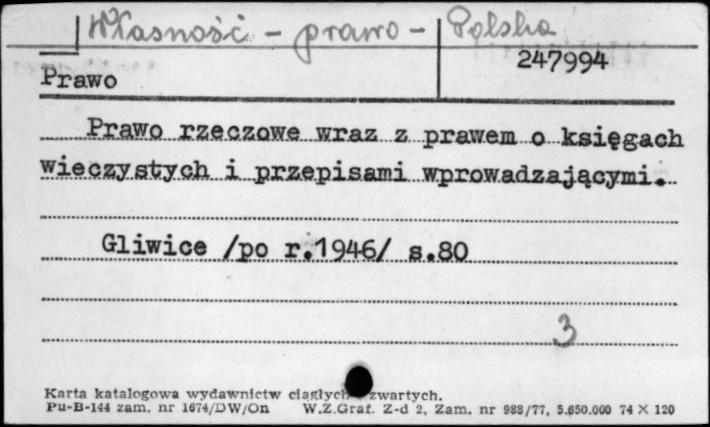 Własność - prawo - Polska
247994
Prawo
Prawo rzeczowe wraz z prawem o księgach
wieczystych i przepisami wprowadzającymi.
Gliwice /po r.1946/ s.80
3
Karta katalogowa wydawnictw ciągłych zwartych.
Pu-B-144 zam. nr 1674/DW/On W.Z.Graf. Z-d 2, Zam. nr 988/77, 5.650.000 74 X 120